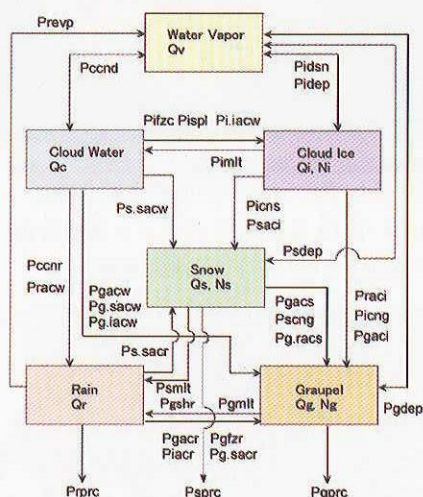 Prevp
Water Vapor
Qv
Pccnd
Pidsn
Pidep
Pifzc Pispl Pi.iacw
Cloud Water
Qc
Cloud Ice
Qi, Ni
Pimlt
Ps.sacw
Picns
Psaci
Psdep
Pccnr
Pracw
Snow
Qs, Ns
Pgacw
Pg.sacw
Pg.iacw
Pgacs
Pscng
Pg.racs
Praci
Picng
Pgaci
Ps.sacr
Rain
Qr
Psmlt
Pgshr
Pgmlt
Graupel
Qg, Ng
Pgdep
Pgacr
Piacr
Pgfzr
Pg.sacr
Prprc
Psprc
Pgprc